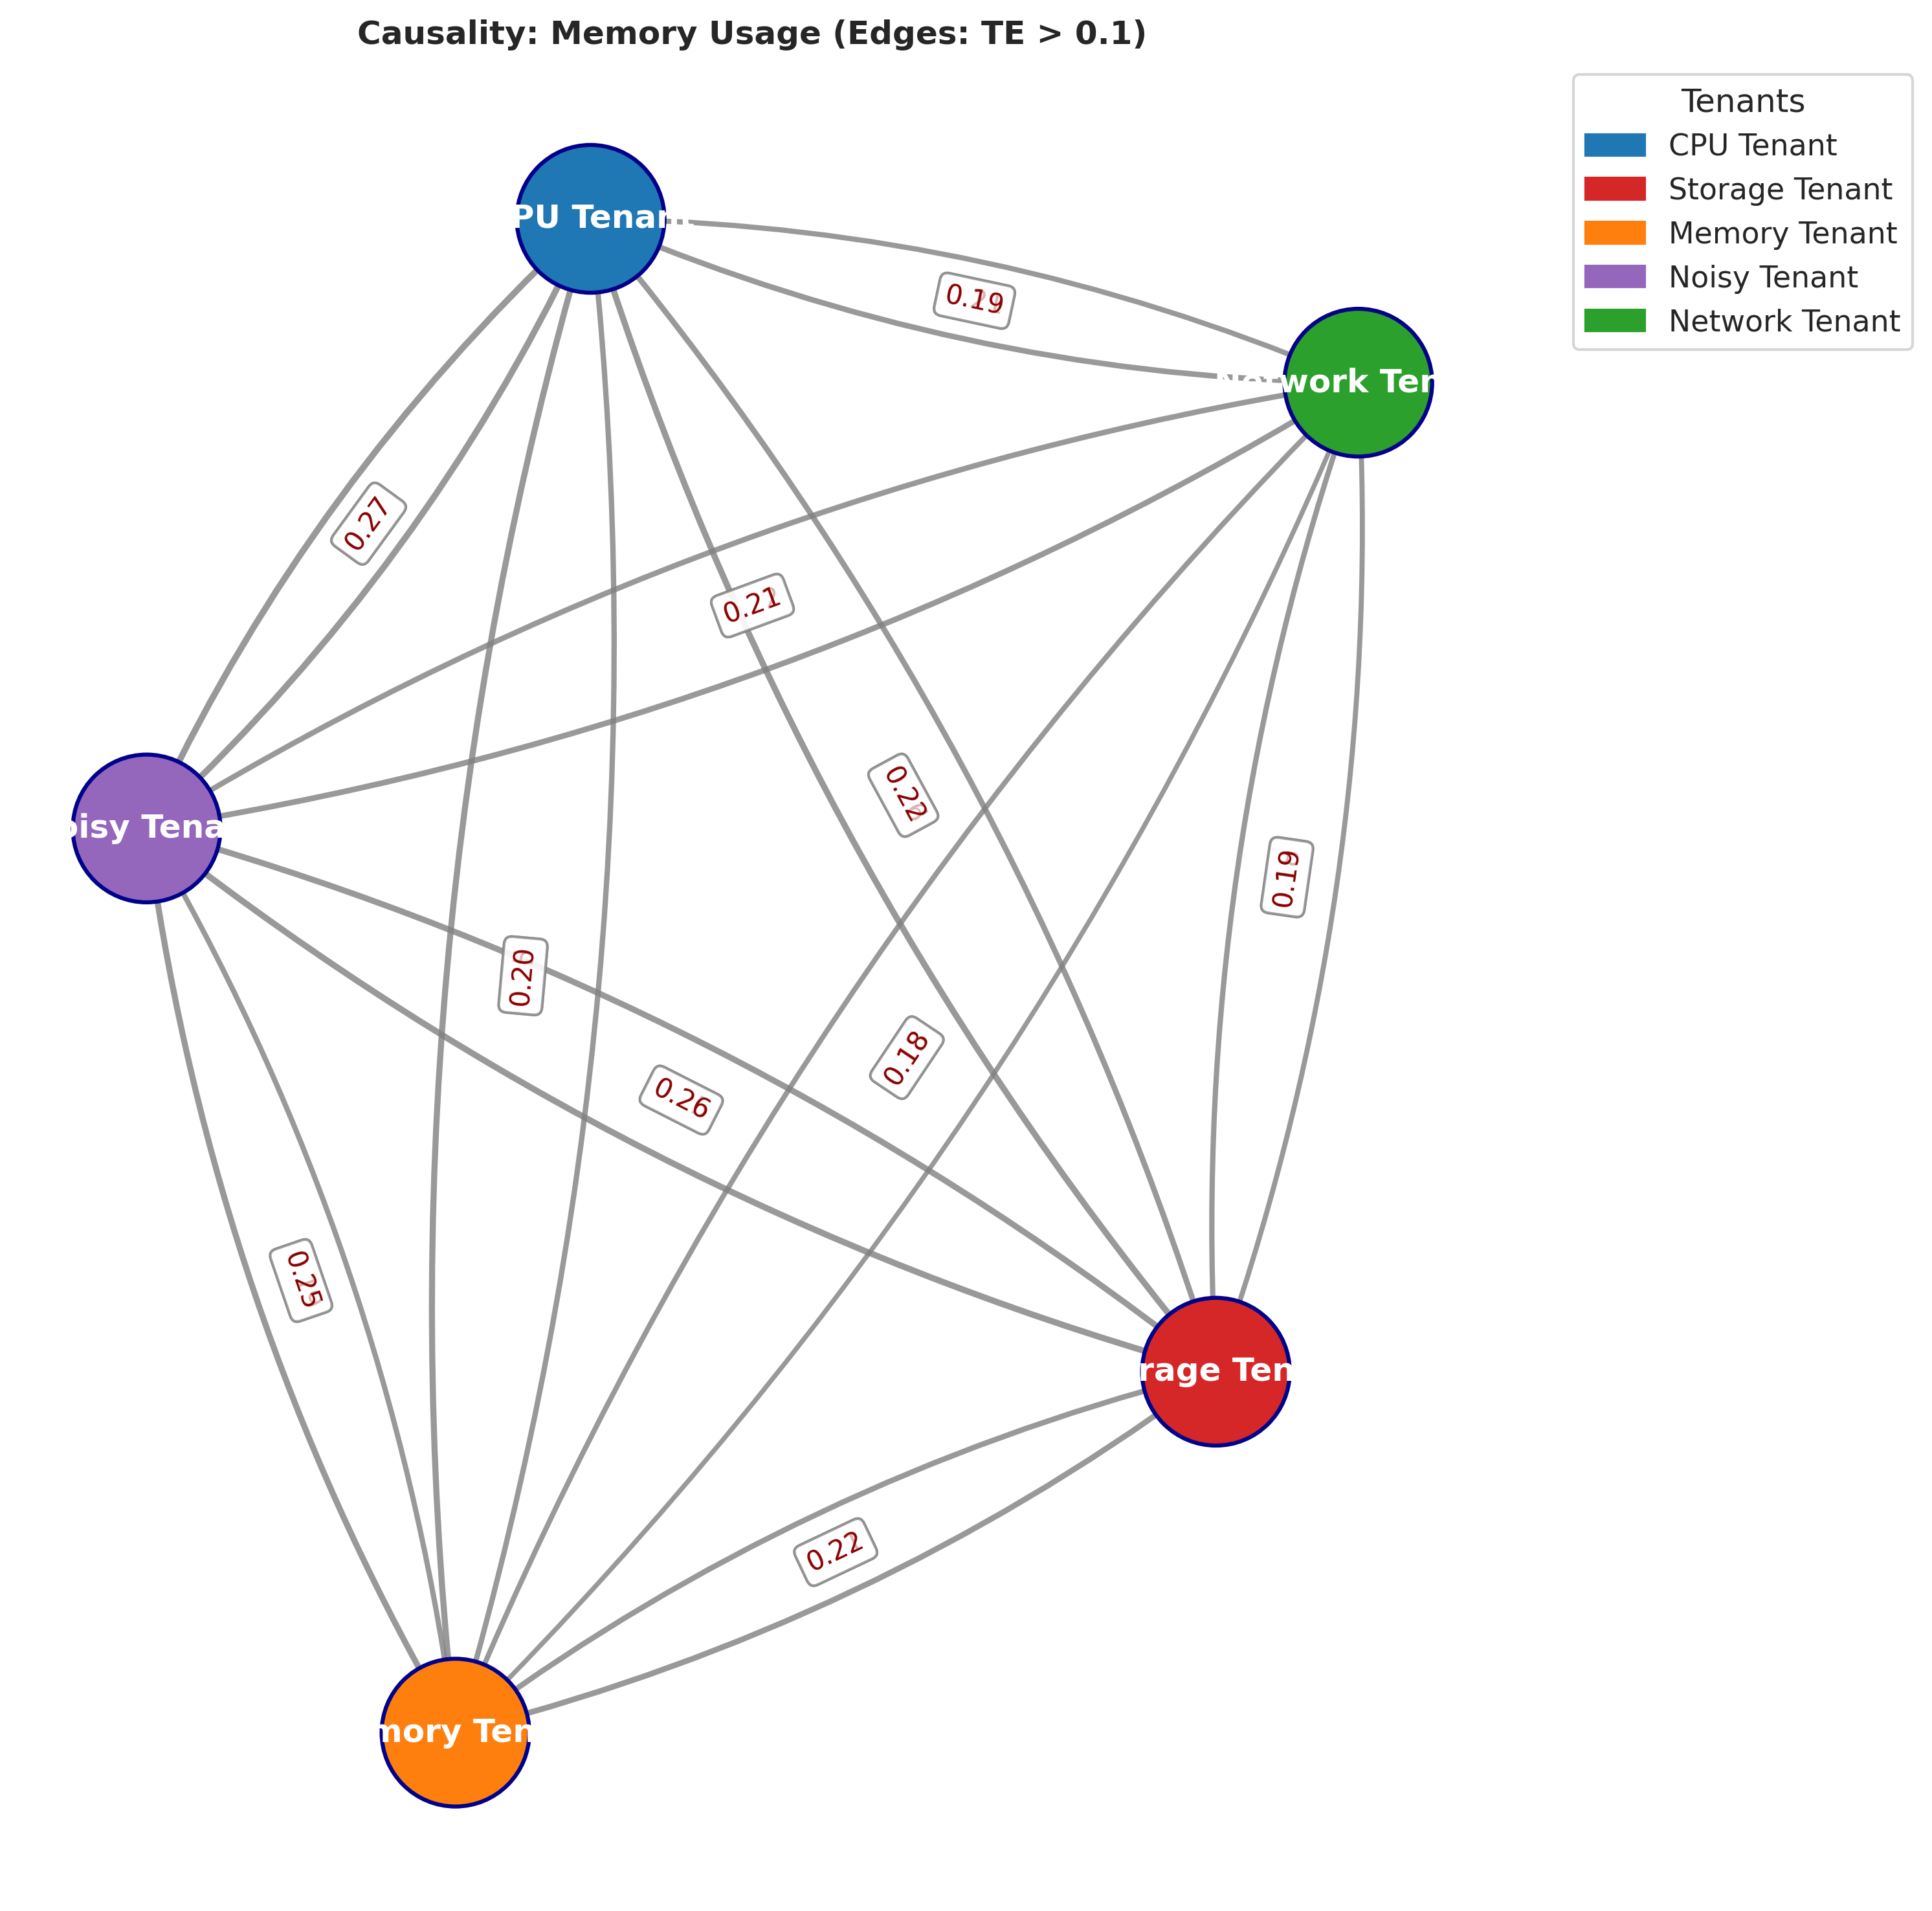 Causality: Memory Usage (Edges: TE > 0.1)
Tenants
CPU Tenant
Storage Tenant
Memory Tenant
Noisy Tenant
Network Tenant
PU Tenan
0.19
work Ten
0.27
0.21
0.22
oisy Tena
0.19
0.20
0.18
0.26
0.25
rage Ten
0.22
mory Ten